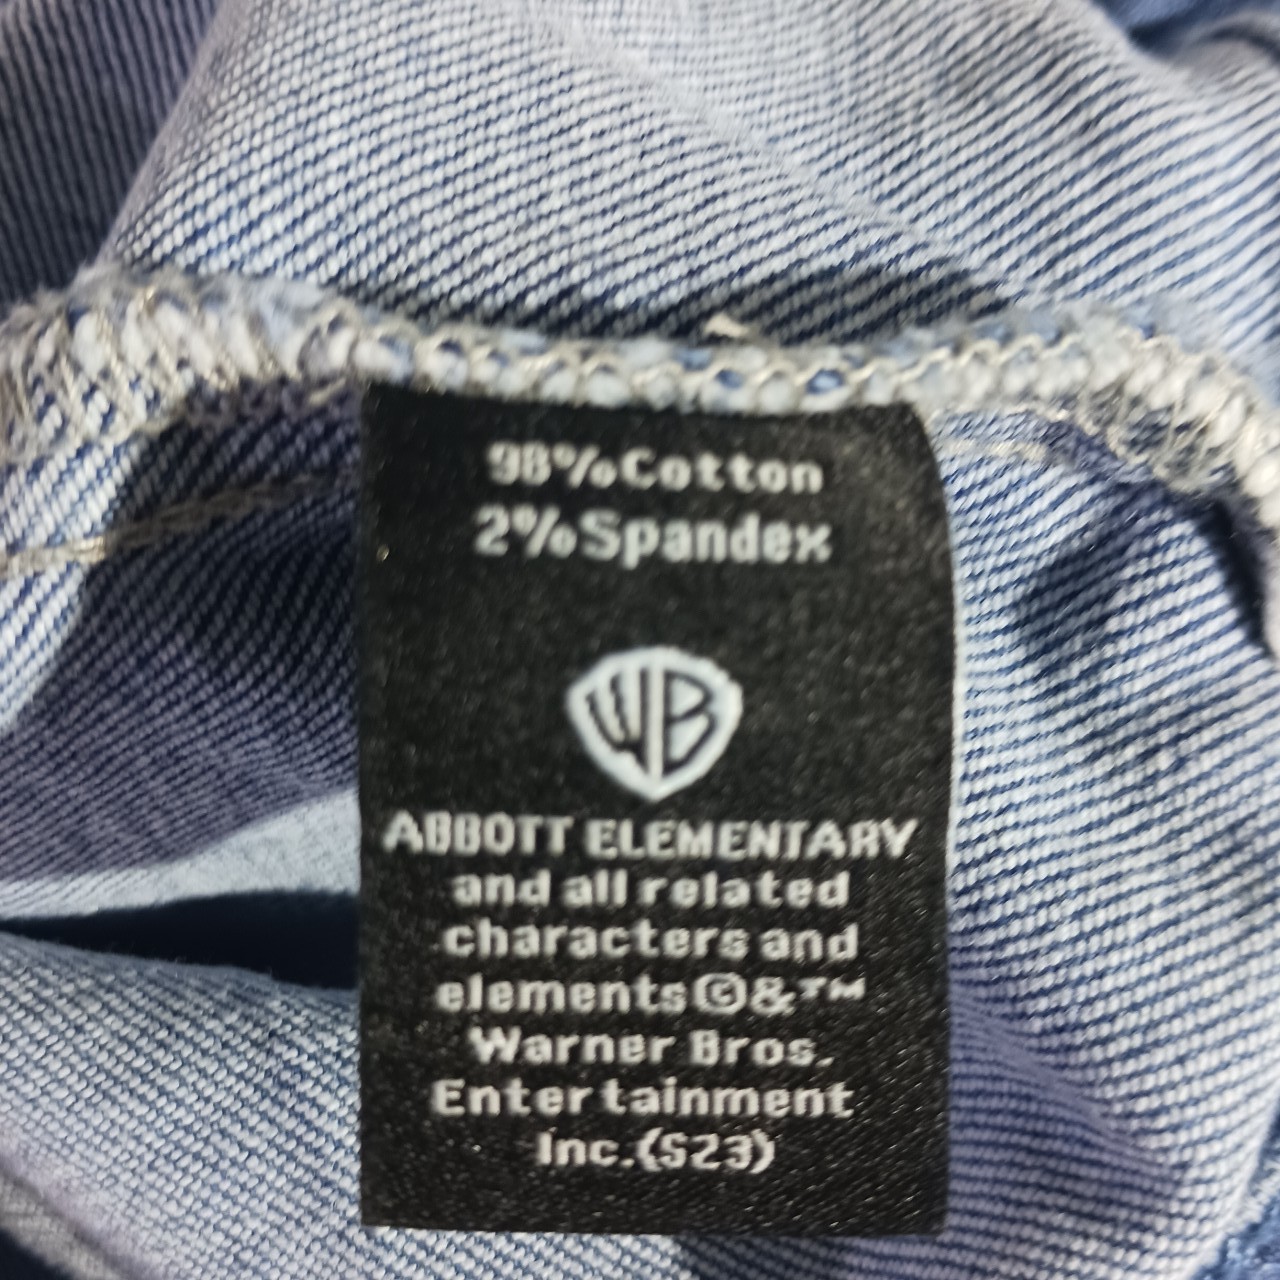 98%Cotton
2%Spandex
WB
ABBOTT ELEMENTARY
and all related
characters and
elements©&™
Warner Bros.
Entertainment
Inc.(S23)